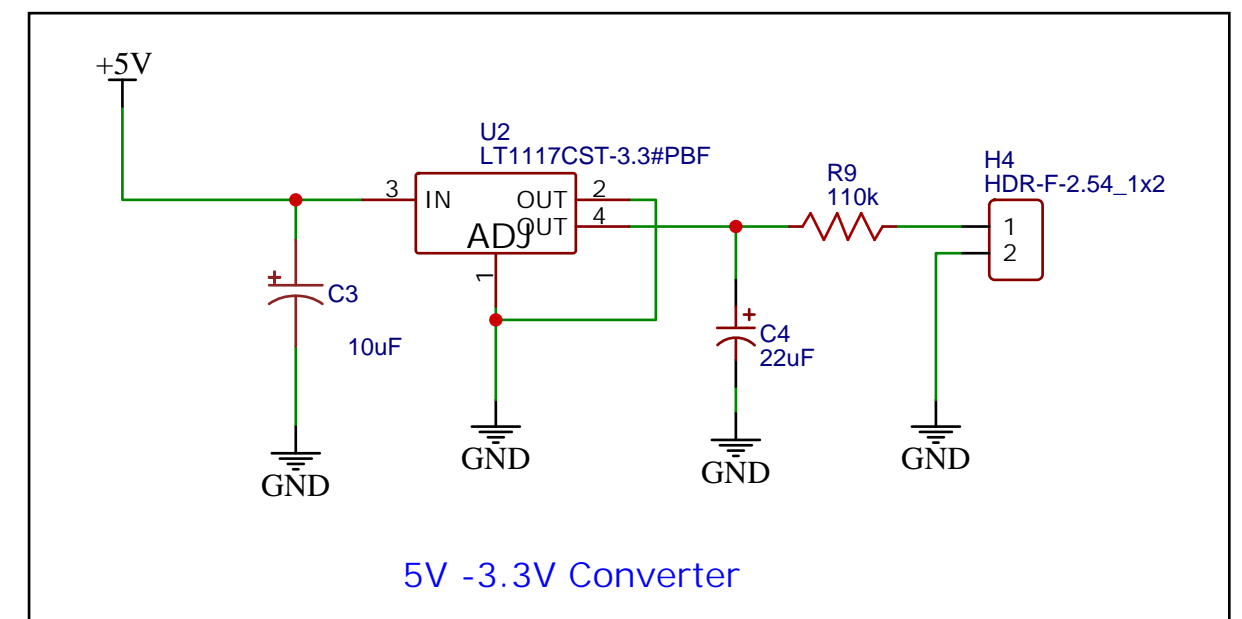 +5V
U2
LT1117CST-3.3#PBF
3
IN
OUT
2
OUT
4
ADJ
1
R9
110k
H4
HDR-F-2.54_1x2
1
2
+
C3
10uF
+
C4
22uF
GND
GND
GND
GND
5V -3.3V Converter